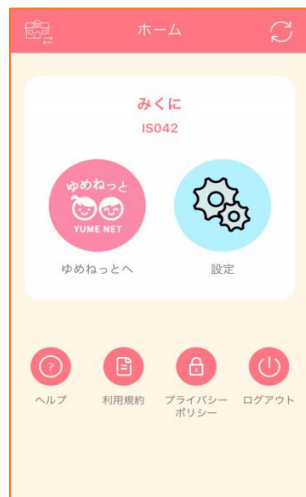 ホーム
みくに
IS042
ゆめねっと
YUME NET
ゆめねっとへ
設定
?
ヘルプ
利用規約
プライバシー
ポリシー
ログアウト